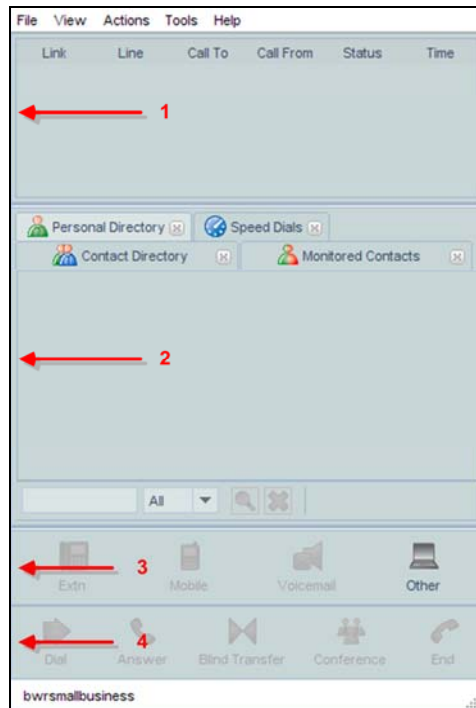 File View Actions Tools Help
Link Line Call To Call From Status Time
1
Personal Directory Speed Dials
Contact Directory Monitored Contacts
2
All
3
Extn Mobile Voicemail Other
4
Dial Answer Blind Transfer Conference End
bwrsmallbusiness